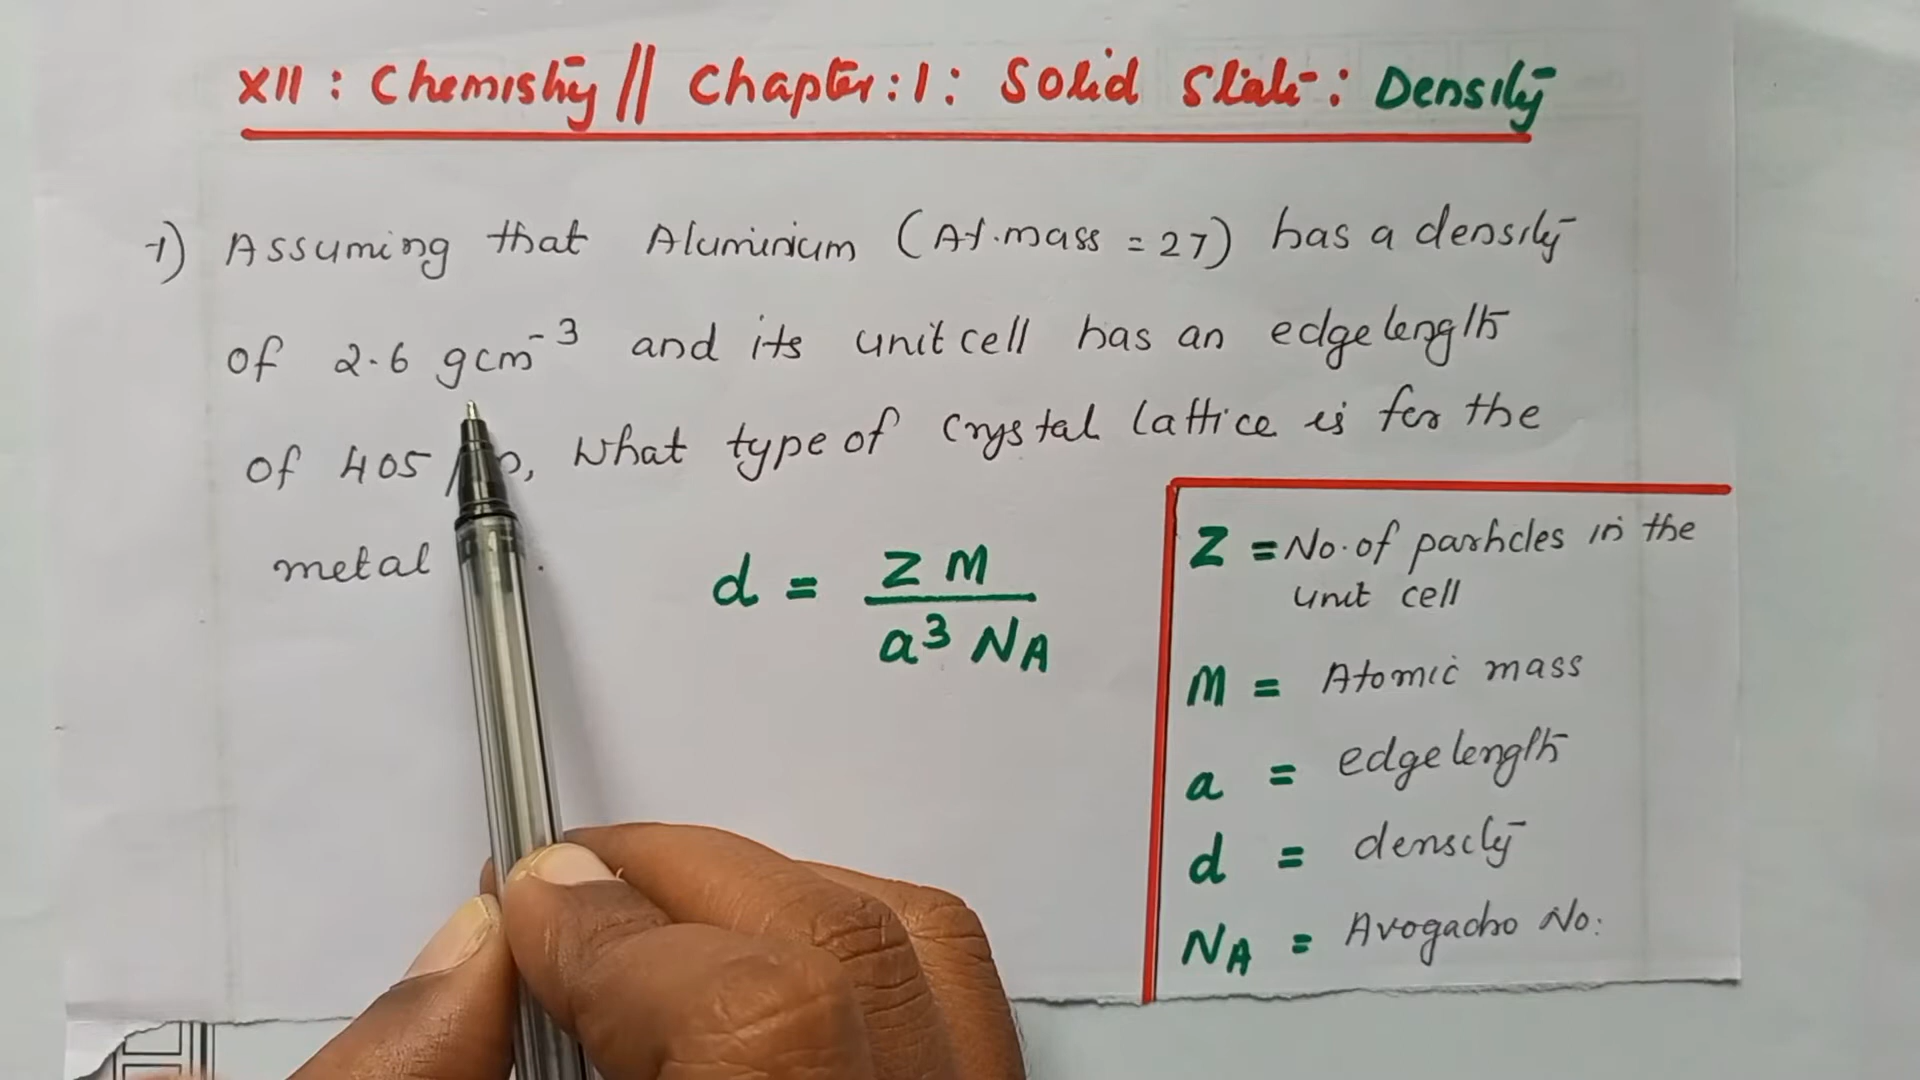 XII : Chemistry // Chapter : 1 : Solid State : Density
1) Assuming that Aluminium (At.mass = 27) has a density
of 2.6 gcm⁻³ and its unit cell has an edge length
of 405 , what type of crystal lattice is for the
metal
d = ZM / a³ NA
Z = No. of particles in the
unit cell
M = Atomic mass
a = edge length
d = density
NA = Avogadro No: